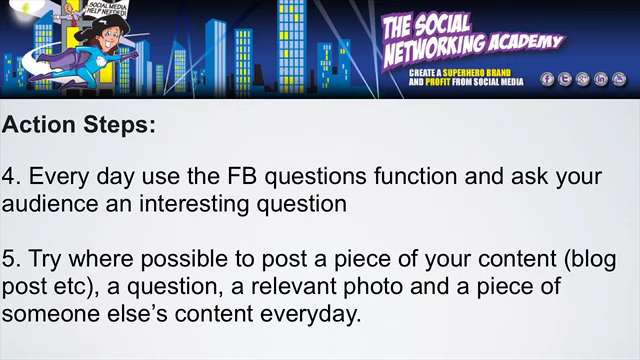 SOCIAL MEDIA
HELP NEEDED!
THE SOCIAL
NETWORKING ACADEMY
CREATE A SUPERHERO BRAND
AND PROFIT FROM SOCIAL MEDIA
Action Steps:
4. Every day use the FB questions function and ask your
audience an interesting question
5. Try where possible to post a piece of your content (blog
post etc), a question, a relevant photo and a piece of
someone else’s content everyday.